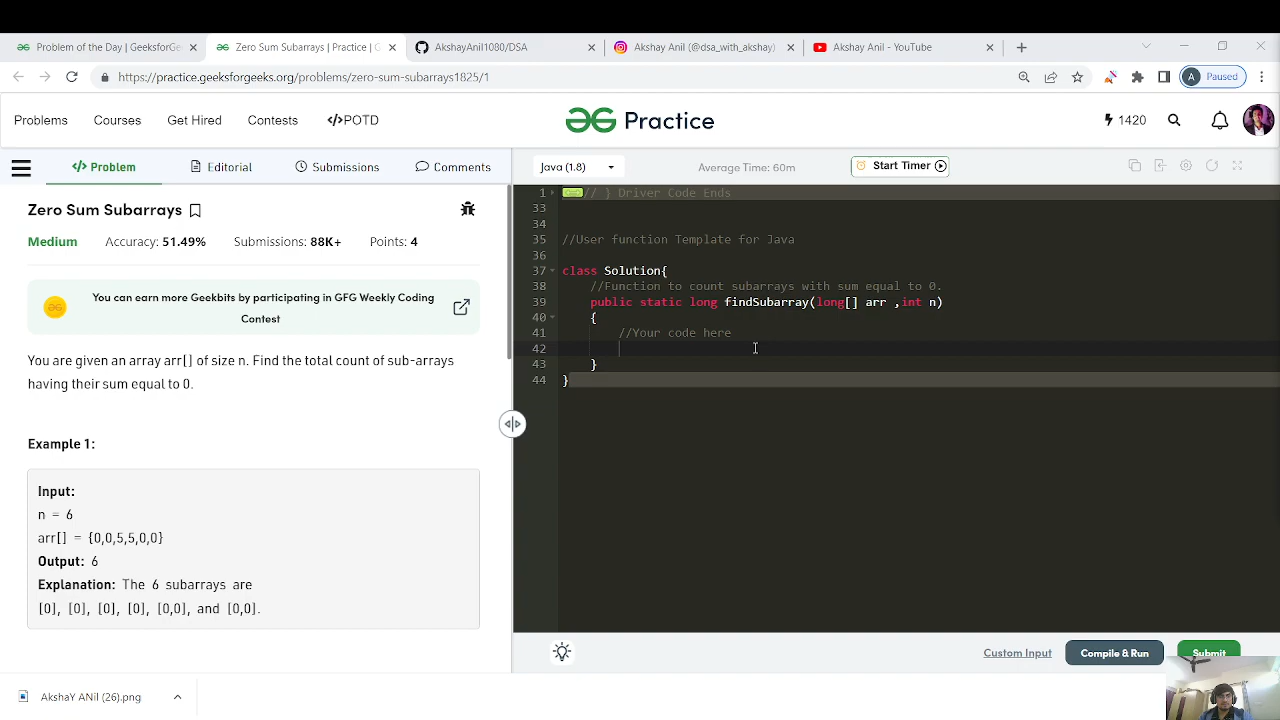 Problem of the Day | GeeksforGe
Zero Sum Subarrays | Practice | G
AkshayAnil1080/DSA
Akshay Anil (@dsa_with_akshay)
Akshay Anil - YouTube
https://practice.geeksforgeeks.org/problems/zero-sum-subarrays1825/1
A Paused
Problems Courses Get Hired Contests </>POTD
Practice
1420
</> Problem Editorial Submissions Comments
Java (1.8) Average Time: 60m Start Timer
Zero Sum Subarrays
Medium Accuracy: 51.49% Submissions: 88K+ Points: 4
You can earn more Geekbits by participating in GFG Weekly Coding
Contest
You are given an array arr[] of size n. Find the total count of sub-arrays
having their sum equal to 0.
Example 1:
Input:
n = 6
arr[] = {0,0,5,5,0,0}
Output: 6
Explanation: The 6 subarrays are
[0], [0], [0], [0], [0,0], and [0,0].
1 // } Driver Code Ends
33
34
35 //User function Template for Java
36
37 class Solution{
38 //Function to count subarrays with sum equal to 0.
39 public static long findSubarray(long[] arr ,int n)
40 {
41 //Your code here
42
43 }
44 }
Custom Input Compile & Run Submit
AkshaY ANil (26).png